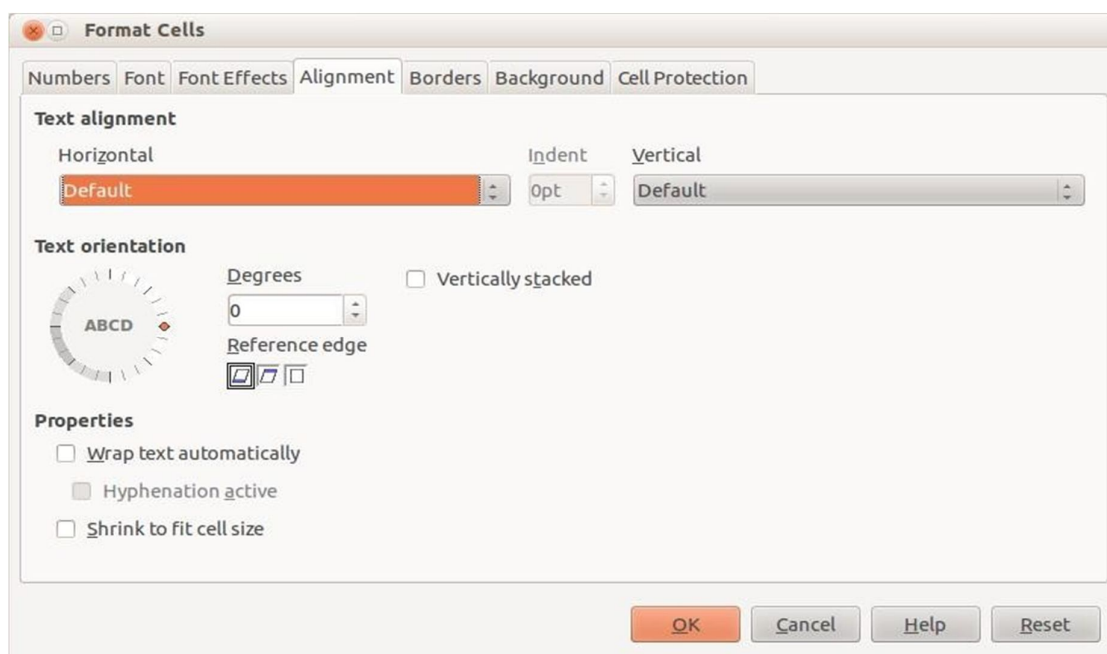 Format Cells
Numbers Font Font Effects Alignment Borders Background Cell Protection
Text alignment
Horizontal Indent Vertical
Default 0pt Default
Text orientation
Degrees Vertically stacked
ABCD 0
Reference edge
Properties
Wrap text automatically
Hyphenation active
Shrink to fit cell size
OK Cancel Help Reset